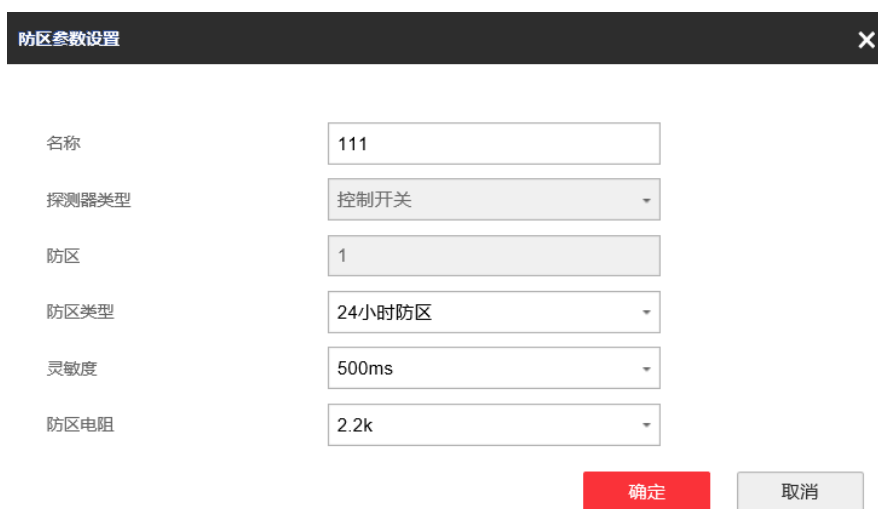 防区参数设置
名称 111
探测器类型 控制开关
防区 1
防区类型 24小时防区
灵敏度 500ms
防区电阻 2.2k
确定 取消